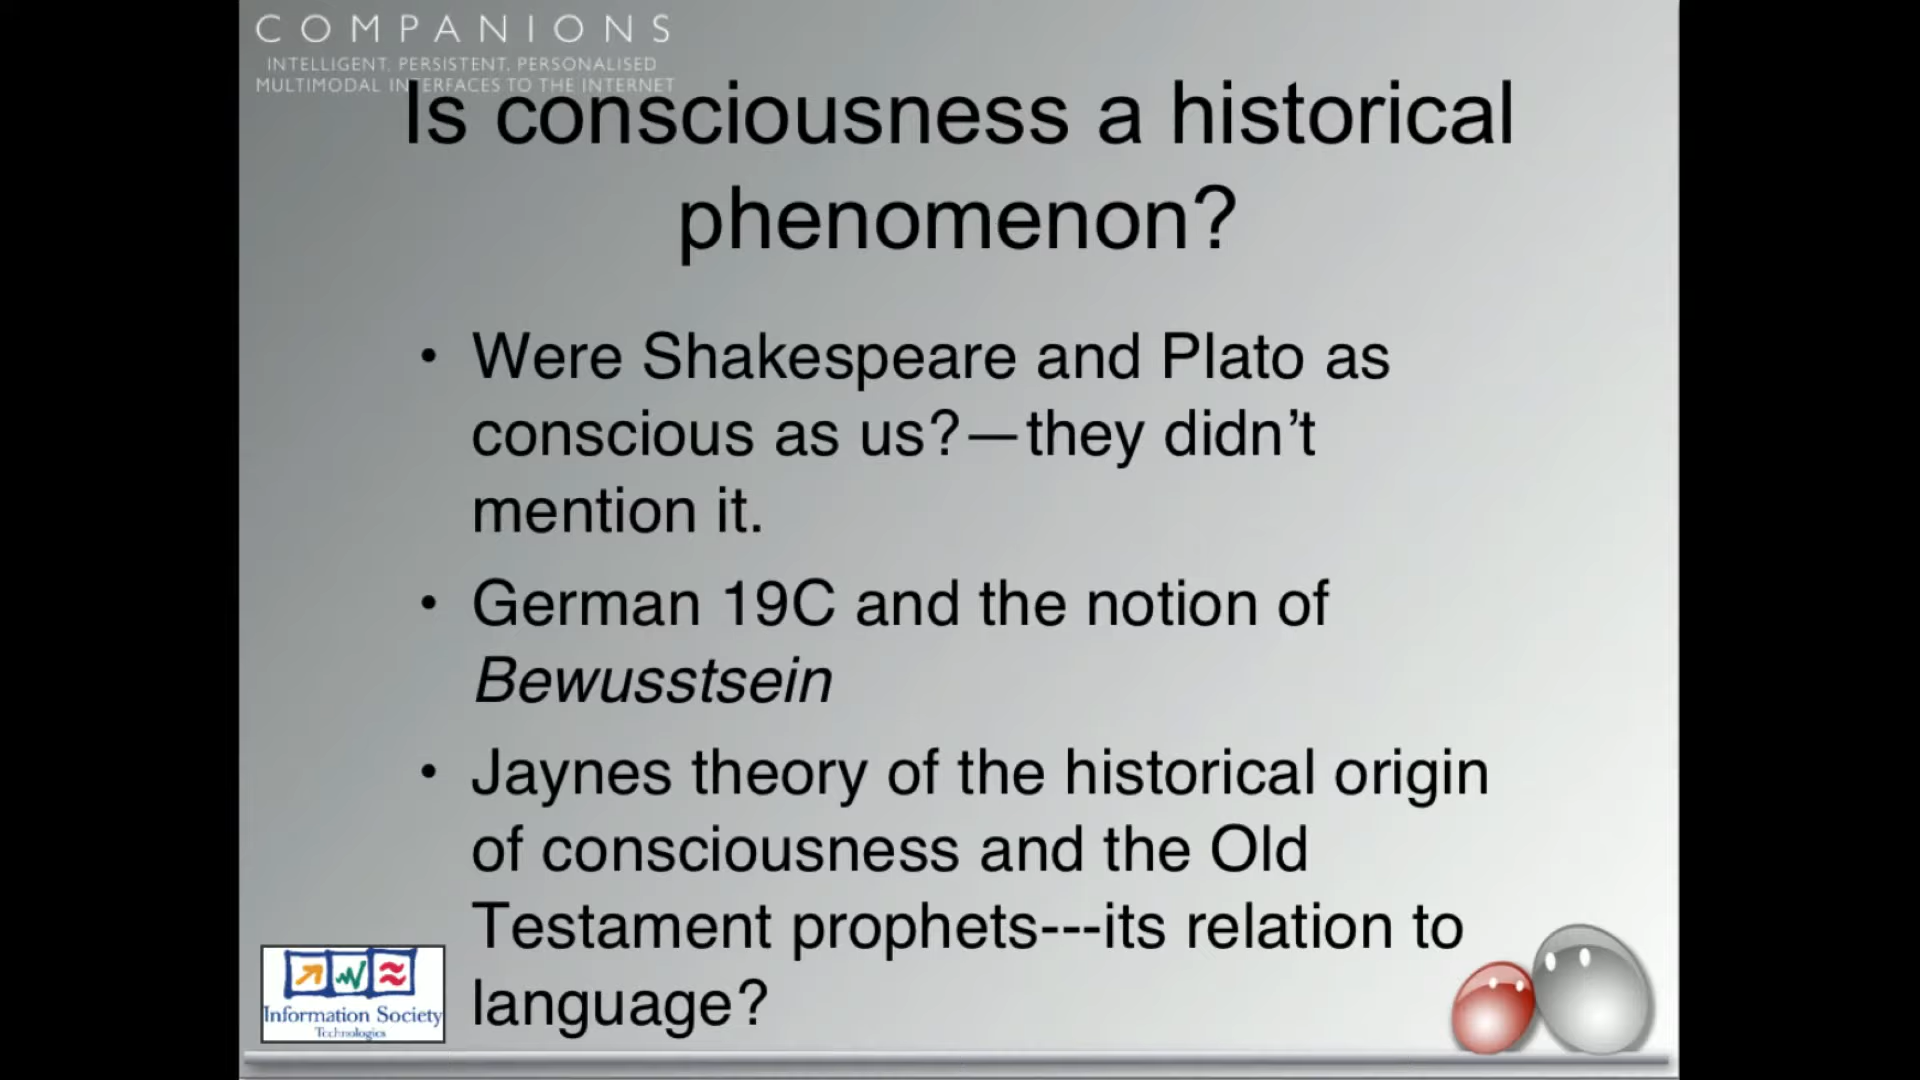 COMPANIONS
INTELLIGENT, PERSISTENT, PERSONALISED
MULTIMODAL INTERFACES TO THE INTERNET
Is consciousness a historical
phenomenon?
• Were Shakespeare and Plato as
conscious as us?—they didn’t
mention it.
• German 19C and the notion of
Bewusstsein
• Jaynes theory of the historical origin
of consciousness and the Old
Testament prophets---its relation to
language?
Information Society
Technologies